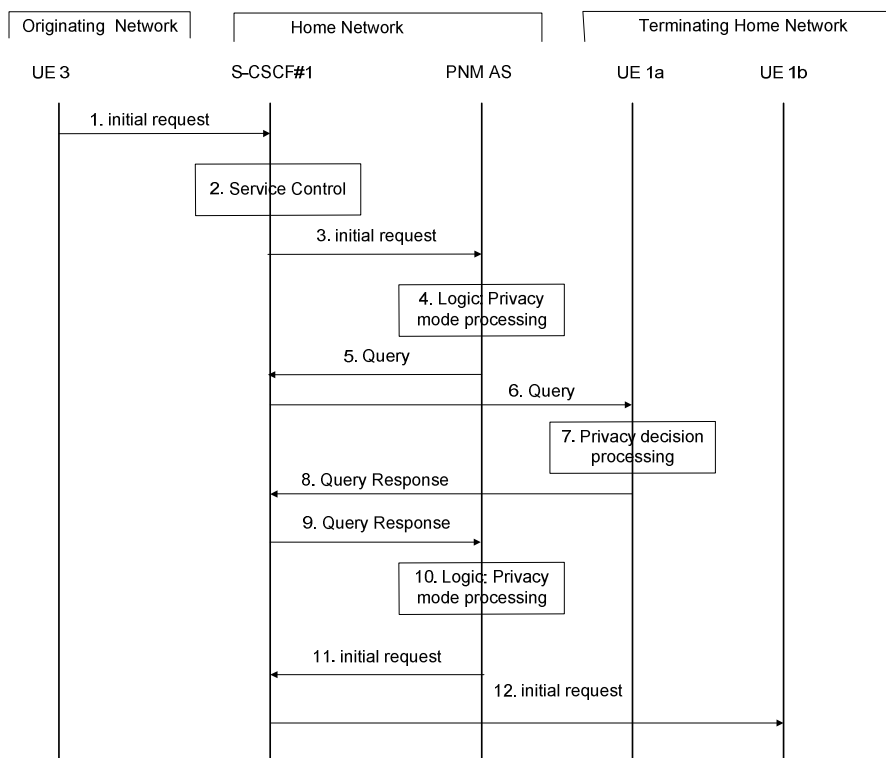 Originating Network
Home Network
Terminating Home Network
UE 3
S-CSCF#1
PNM AS
UE 1a
UE 1b
1. initial request
2. Service Control
3. initial request
4. Logic: Privacy
mode processing
5. Query
6. Query
7. Privacy decision
processing
8. Query Response
9. Query Response
10. Logic: Privacy
mode processing
11. initial request
12. initial request